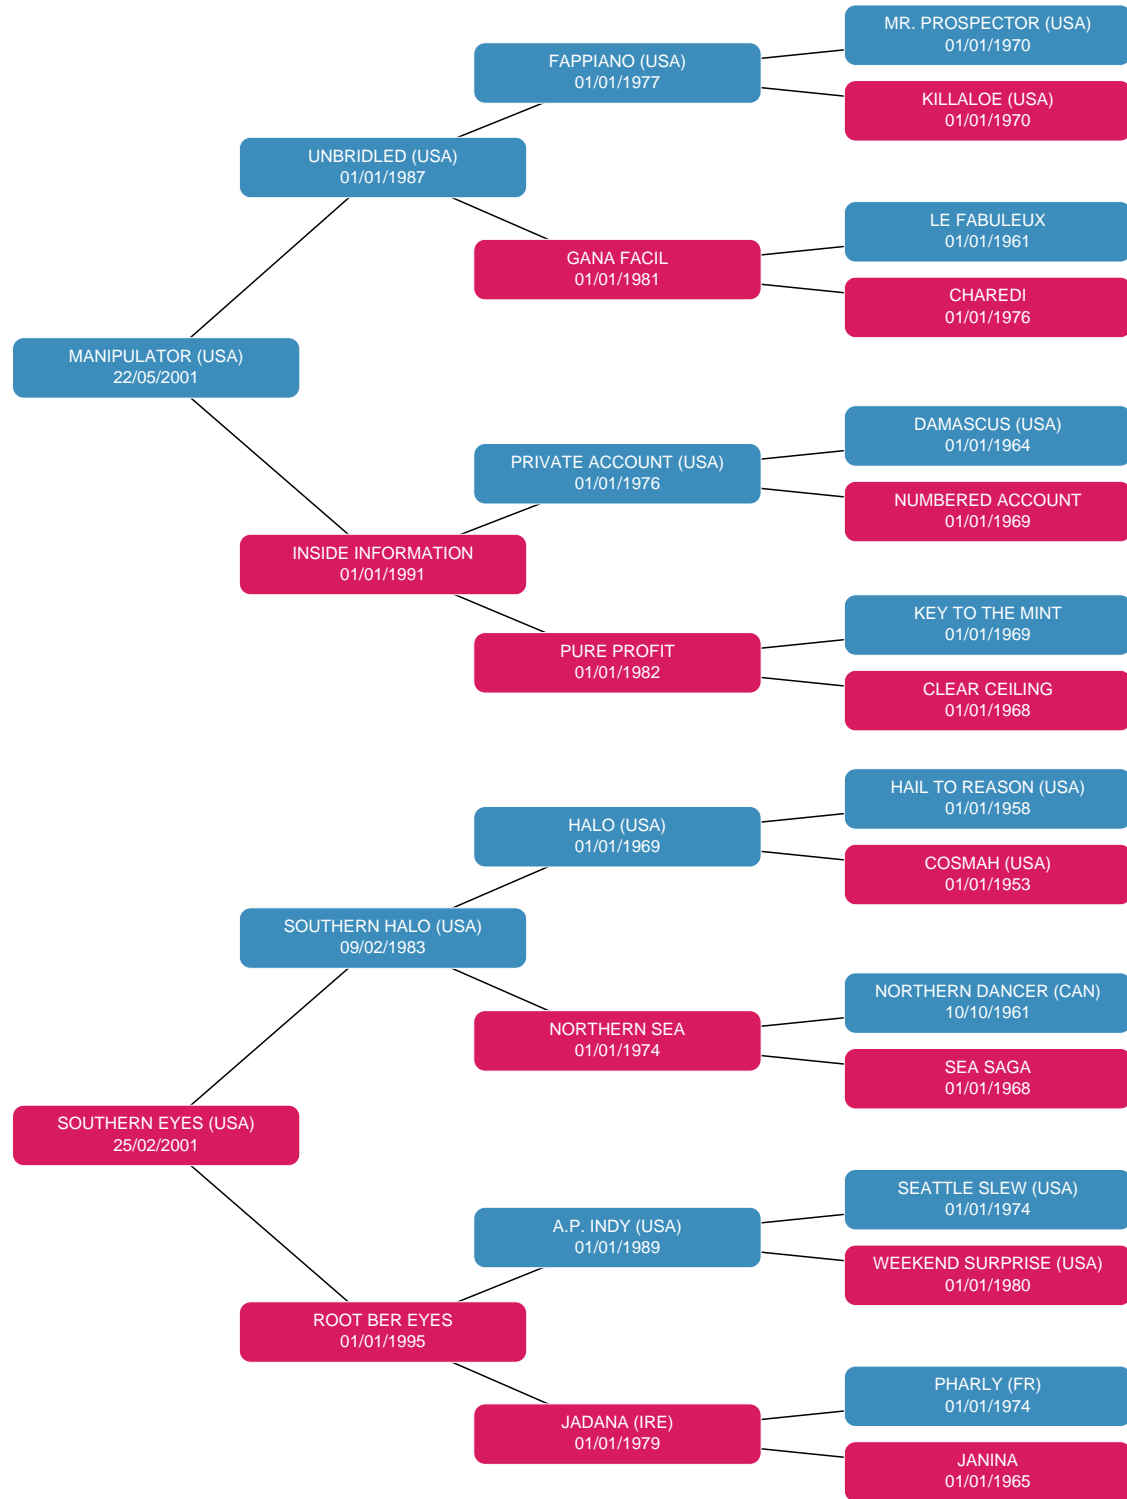 MR. PROSPECTOR (USA)
01/01/1970
FAPPIANO (USA)
01/01/1977
KILLALOE (USA)
01/01/1970
UNBRIDLED (USA)
01/01/1987
LE FABULEUX
01/01/1961
GANA FACIL
01/01/1981
CHAREDI
01/01/1976
MANIPULATOR (USA)
22/05/2001
DAMASCUS (USA)
01/01/1964
PRIVATE ACCOUNT (USA)
01/01/1976
NUMBERED ACCOUNT
01/01/1969
INSIDE INFORMATION
01/01/1991
KEY TO THE MINT
01/01/1969
PURE PROFIT
01/01/1982
CLEAR CEILING
01/01/1968
HAIL TO REASON (USA)
01/01/1958
HALO (USA)
01/01/1969
COSMAH (USA)
01/01/1953
SOUTHERN HALO (USA)
09/02/1983
NORTHERN DANCER (CAN)
10/10/1961
NORTHERN SEA
01/01/1974
SEA SAGA
01/01/1968
SOUTHERN EYES (USA)
25/02/2001
SEATTLE SLEW (USA)
01/01/1974
A.P. INDY (USA)
01/01/1989
WEEKEND SURPRISE (USA)
01/01/1980
ROOT BER EYES
01/01/1995
PHARLY (FR)
01/01/1974
JADANA (IRE)
01/01/1979
JANINA
01/01/1965